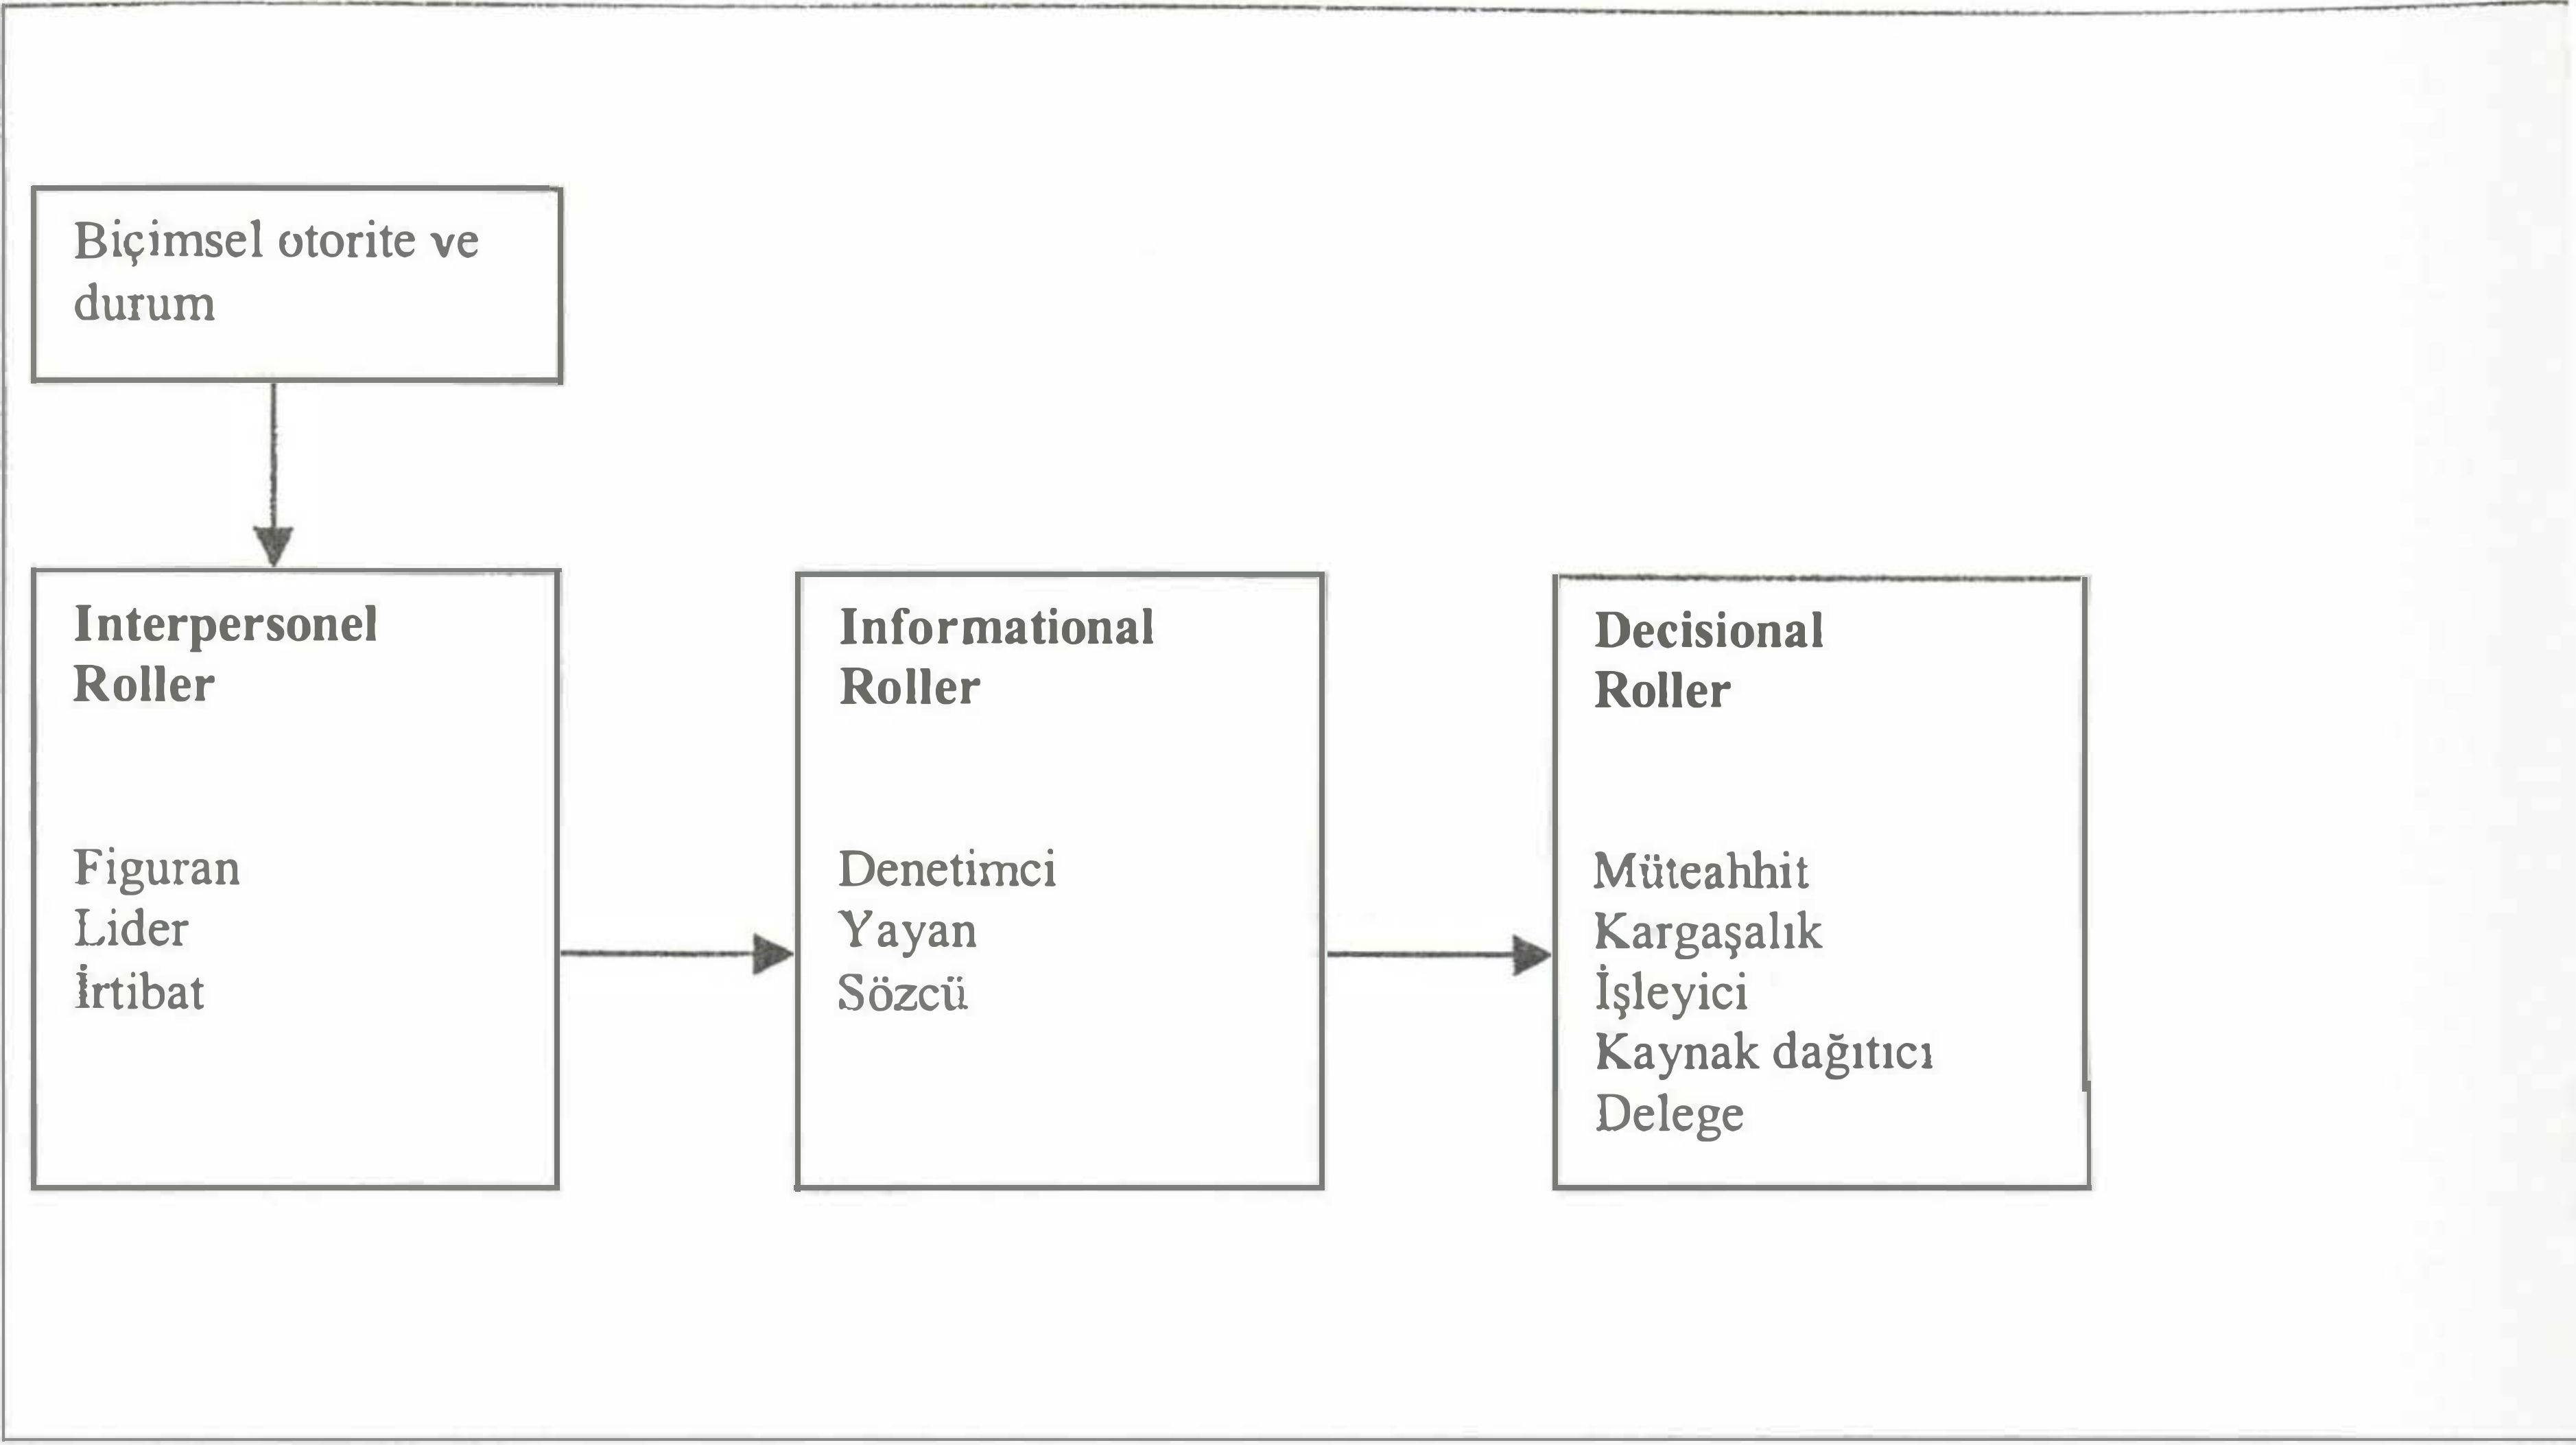 Biçimsel otorite ve
durum
Interpersonel
Roller
Figuran
Lider
İrtibat
Informational
Roller
Denetimci
Yayan
Sözcü
Decisional
Roller
Müteahhit
Kargaşalık
İşleyici
Kaynak dağıtıcı
Delege